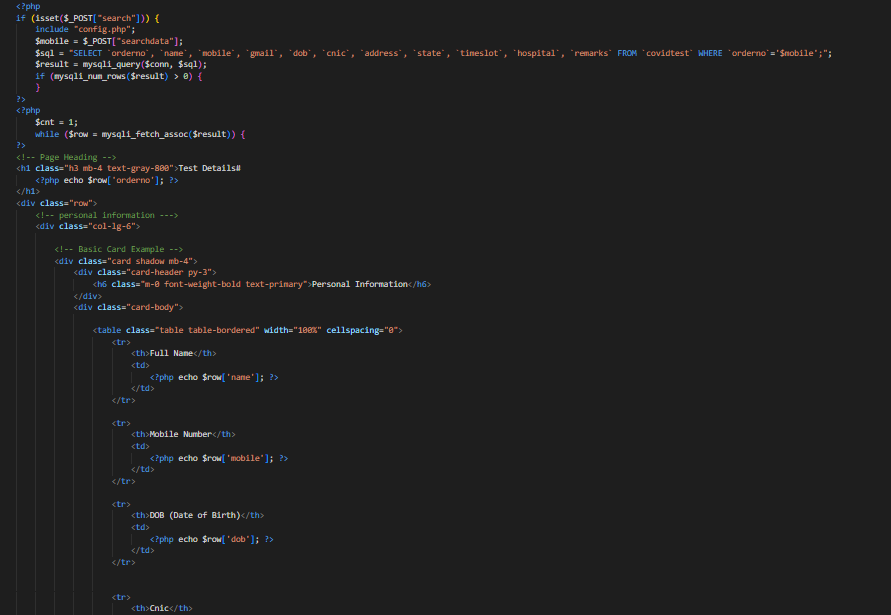 <?php
if (isset($_POST["search"])) {
include "config.php";
$mobile = $_POST["searchdata"];
$sql = "SELECT `orderno`, `name`, `mobile`, `gmail`, `dob`, `cnic`, `address`, `state`, `timeslot`, `hospital`, `remarks` FROM `covidtest` WHERE `orderno`='$mobile';";
$result = mysqli_query($conn, $sql);
if (mysqli_num_rows($result) > 0) {
}
?>
<?php
$cnt = 1;
while ($row = mysqli_fetch_assoc($result)) {
?>
<!-- Page Heading -->
<h1 class="h3 mb-4 text-gray-800">Test Details#
<?php echo $row['orderno']; ?>
</h1>
<div class="row">
<!-- personal information --->
<div class="col-lg-6">
<!-- Basic Card Example -->
<div class="card shadow mb-4">
<div class="card-header py-3">
<h6 class="m-0 font-weight-bold text-primary">Personal Information</h6>
</div>
<div class="card-body">
<table class="table table-bordered" width="100%" cellspacing="0">
<tr>
<th>Full Name</th>
<td>
<?php echo $row['name']; ?>
</td>
</tr>
<tr>
<th>Mobile Number</th>
<td>
<?php echo $row['mobile']; ?>
</td>
</tr>
<tr>
<th>DOB (Date of Birth)</th>
<td>
<?php echo $row['dob']; ?>
</td>
</tr>
<tr>
<th>Cnic</th>